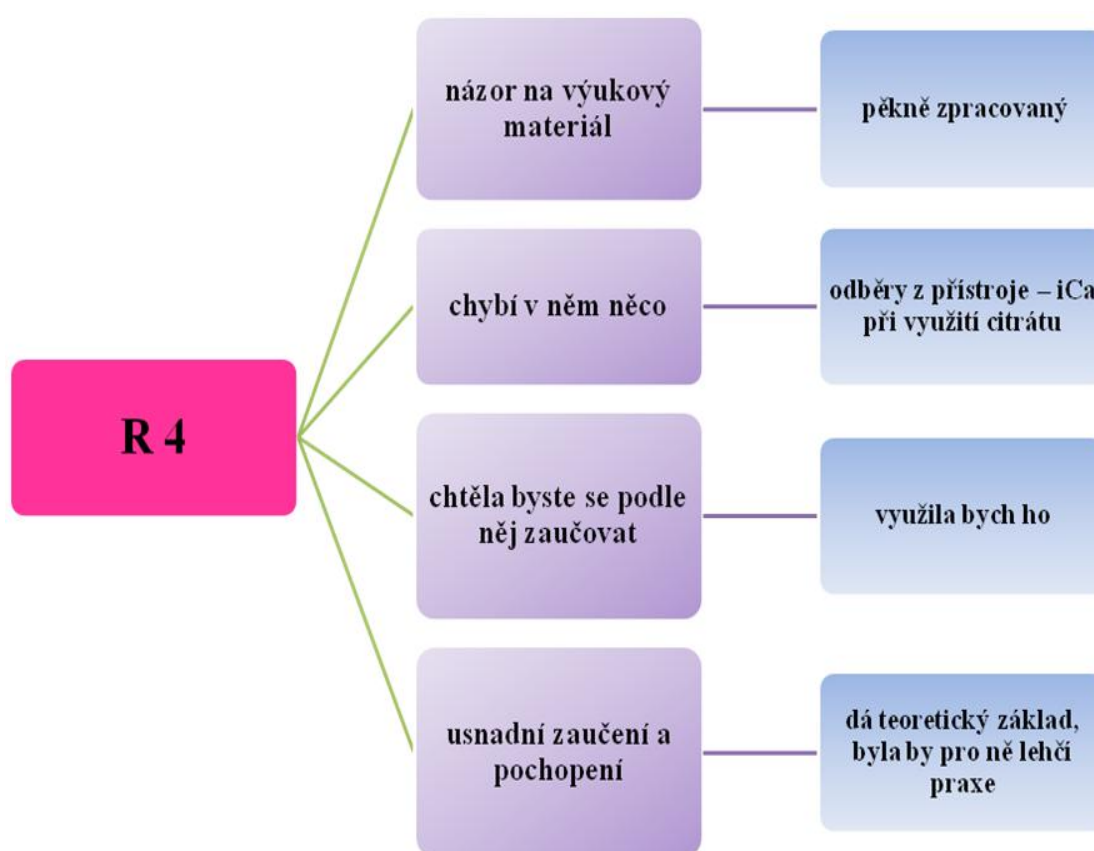 R 4
názor na výukový
materiál
pěkně zpracovaný
chybí v něm něco
odběry z přístroje – iCa
při využití citrátu
chtěla byste se podle
něj zaučovat
využila bych ho
usnadní zaučení a
pochopení
dá teoretický základ,
byla by pro ně lehčí
praxe